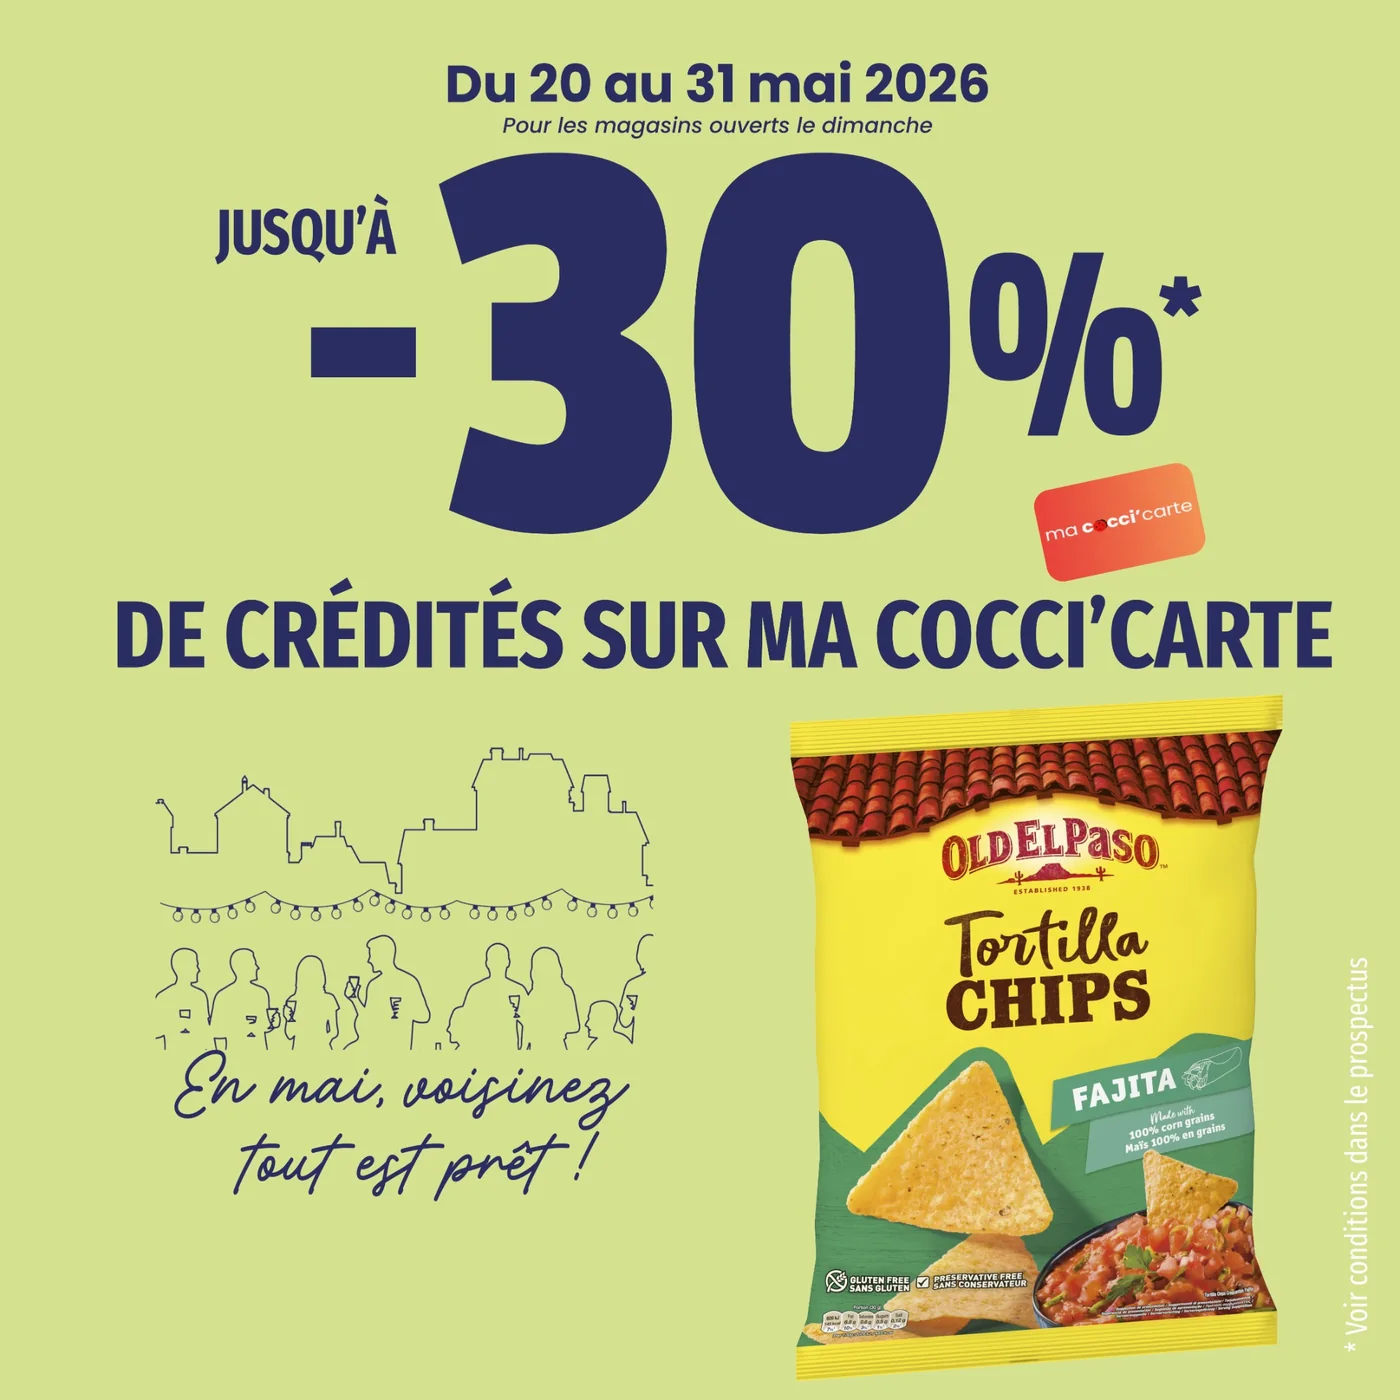 Du 20 au 31 mai 2026
Pour les magasins ouverts le dimanche
JUSQU'À
-30%*
ma cocci'carte
DE CRÉDITÉS SUR MA COCCI'CARTE
En mai, voisinez
tout est prêt !
OLD EL PASO™
ESTABLISHED 1938
Tortilla
CHIPS
FAJITA
Made with
100% corn grains
Maïs 100% en grains
GLUTEN FREE
SANS GLUTEN
PRESERVATIVE FREE
SANS CONSERVATEUR
* Voir conditions dans le prospectus